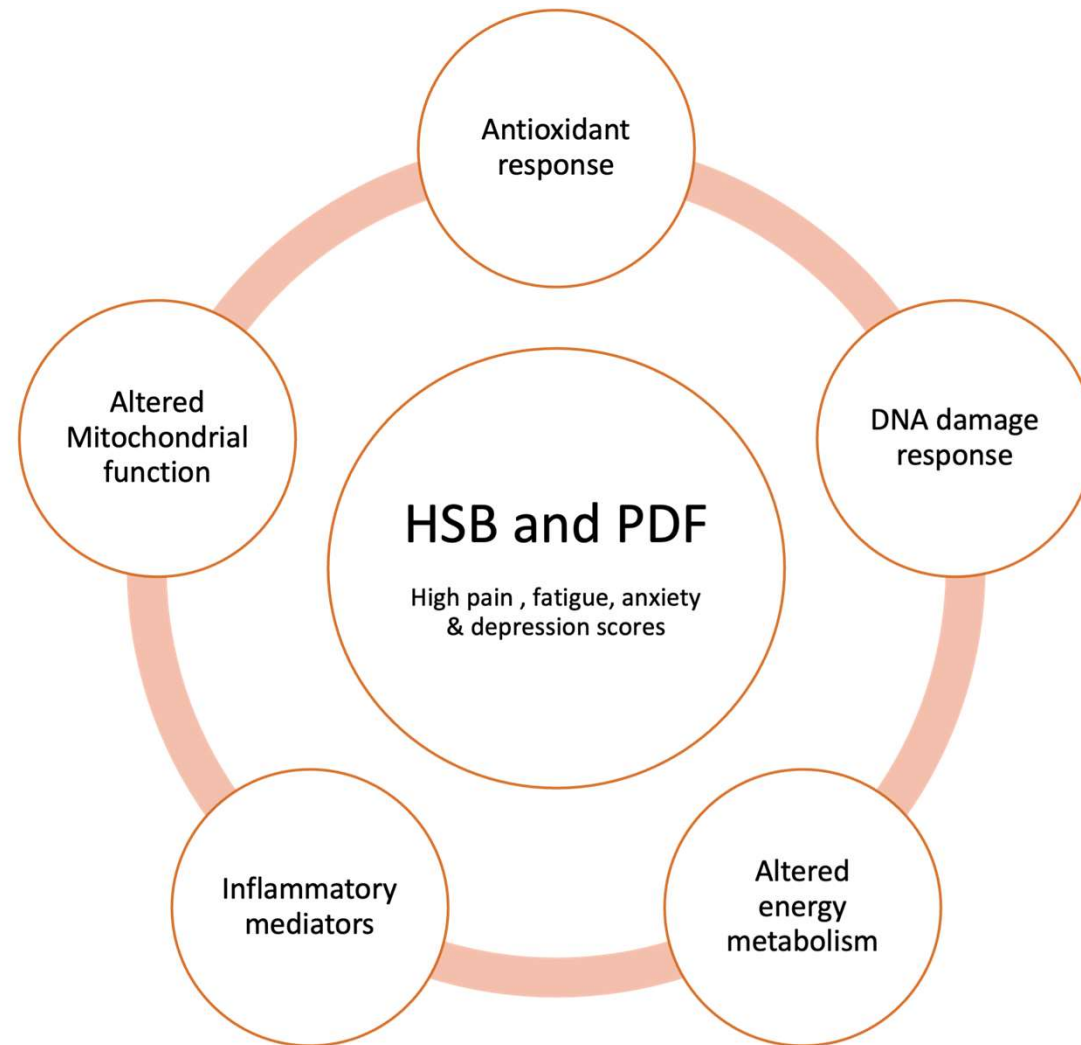 Antioxidant
response
Altered
Mitochondrial
function
DNA damage
response
HSB and PDF
High pain , fatigue, anxiety
& depression scores
Inflammatory
mediators
Altered
energy
metabolism